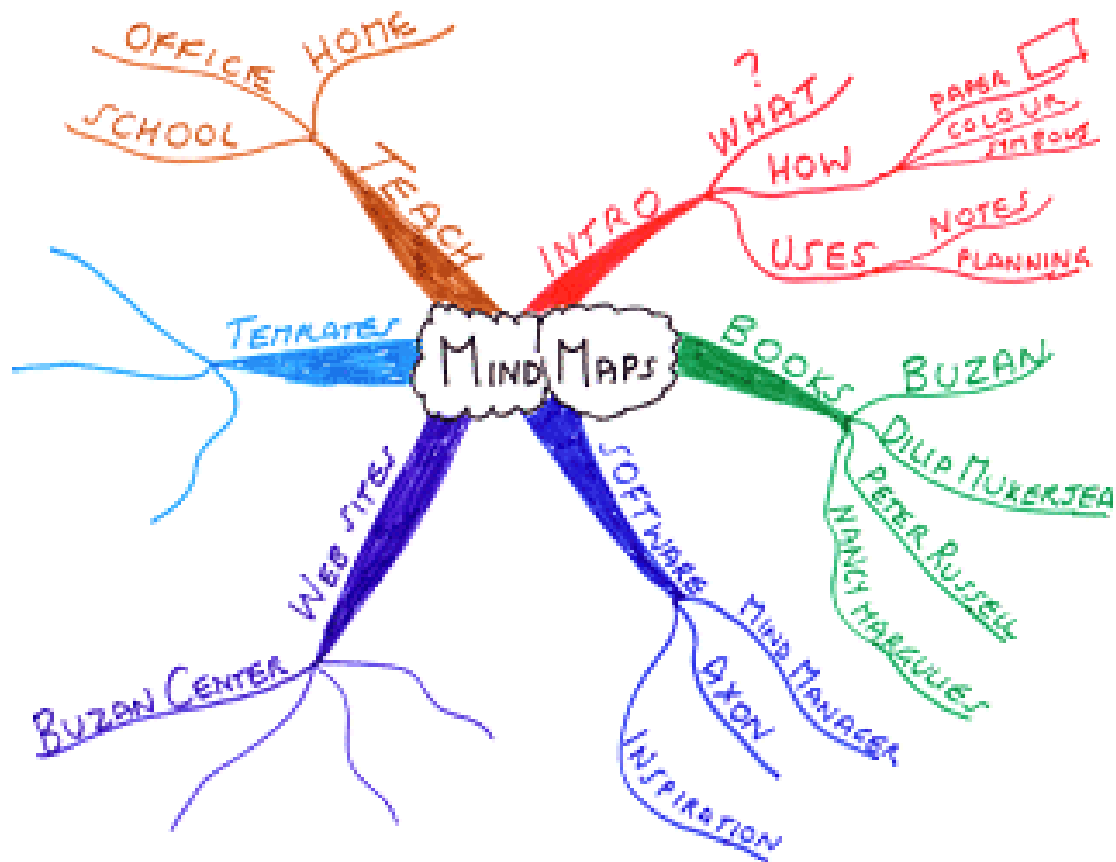 MIND MAPS
INTRO
?
WHAT
HOW
PAPER
COLOUR
SYMBOLS
USES
NOTES
PLANNING
BOOKS
BUZAN
DILIP MUKERJEA
PETER RUSSELL
NANCY MARGULIES
SOFTWARE
MIND MANAGER
AXON
INSPIRATION
WEB SITES
BUZAN CENTER
TEMPLATES
TEACH
SCHOOL
OFFICE
HOME